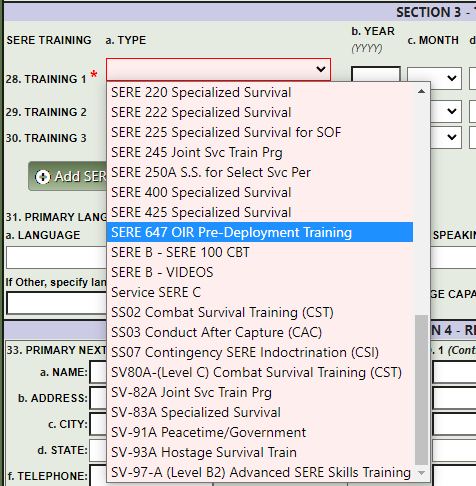 SECTION 3 -
SERE TRAINING a. TYPE b. YEAR (YYYY) c. MONTH d
28. TRAINING 1 *
SERE 220 Specialized Survival
SERE 222 Specialized Survival
29. TRAINING 2
SERE 225 Specialized Survival for SOF
30. TRAINING 3
SERE 245 Joint Svc Train Prg
SERE 250A S.S. for Select Svc Per
Add SER
SERE 400 Specialized Survival
SERE 425 Specialized Survival
31. PRIMARY LANG
a. LANGUAGE
SERE 647 OIR Pre-Deployment Training
SPEAKIN
SERE B - SERE 100 CBT
SERE B - VIDEOS
If Other, specify lan
Service SERE C
GE CAPA
SS02 Combat Survival Training (CST)
SS03 Conduct After Capture (CAC)
N 4 - RE
33. PRIMARY NEXT
SS07 Contingency SERE Indoctrination (CSI)
. 1 (Cont
a. NAME:
SV80A-(Level C) Combat Survival Training (CST)
SV-82A Joint Svc Train Prg
b. ADDRESS:
SV-83A Specialized Survival
c. CITY:
SV-91A Peacetime/Government
d. STATE:
SV-93A Hostage Survival Train
f. TELEPHONE:
SV-97-A (Level B2) Advanced SERE Skills Training